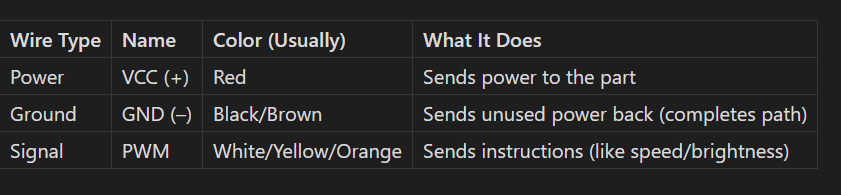 Wire Type Name Color (Usually) What It Does
Power VCC (+) Red Sends power to the part
Ground GND (–) Black/Brown Sends unused power back (completes path)
Signal PWM White/Yellow/Orange Sends instructions (like speed/brightness)